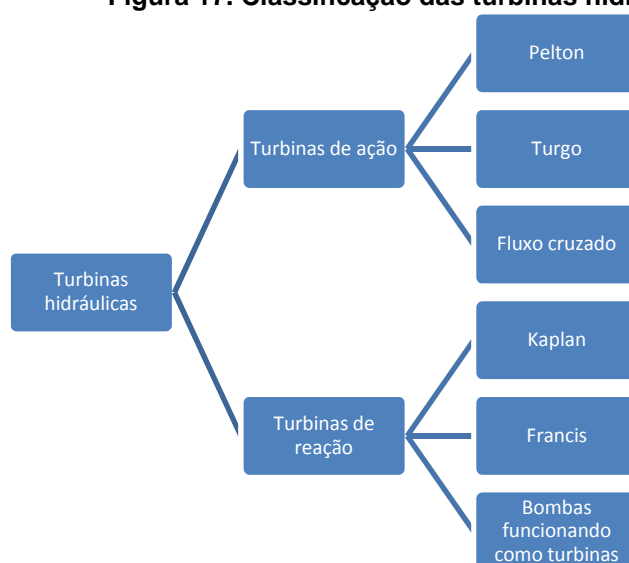 Pelton
Turbinas de ação
Turgo
Fluxo cruzado
Turbinas
hidráulicas
Kaplan
Turbinas de
reação
Francis
Bombas
funcionando
como turbinas